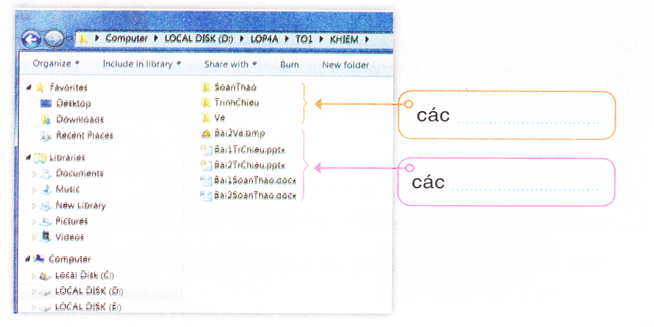 Computer LOCAL DISK (D:) LOP4A TO1 KHIEM
Organize Include in library Share with Burn New folder
Favorites
Desktop
Downloads
Recent Places
Libraries
Documents
Music
New Library
Pictures
Videos
Computer
Local Disk (C:)
LOCAL DISK (D:)
LOCAL DISK (E:)
SoanThao
TrinhChieu
Ve
Bai2Ve.bmp
Bai1TrChieu.pptx
Bai2TrChieu.pptx
Bai1SoanThao.docx
Bai2SoanThao.docx
các
các